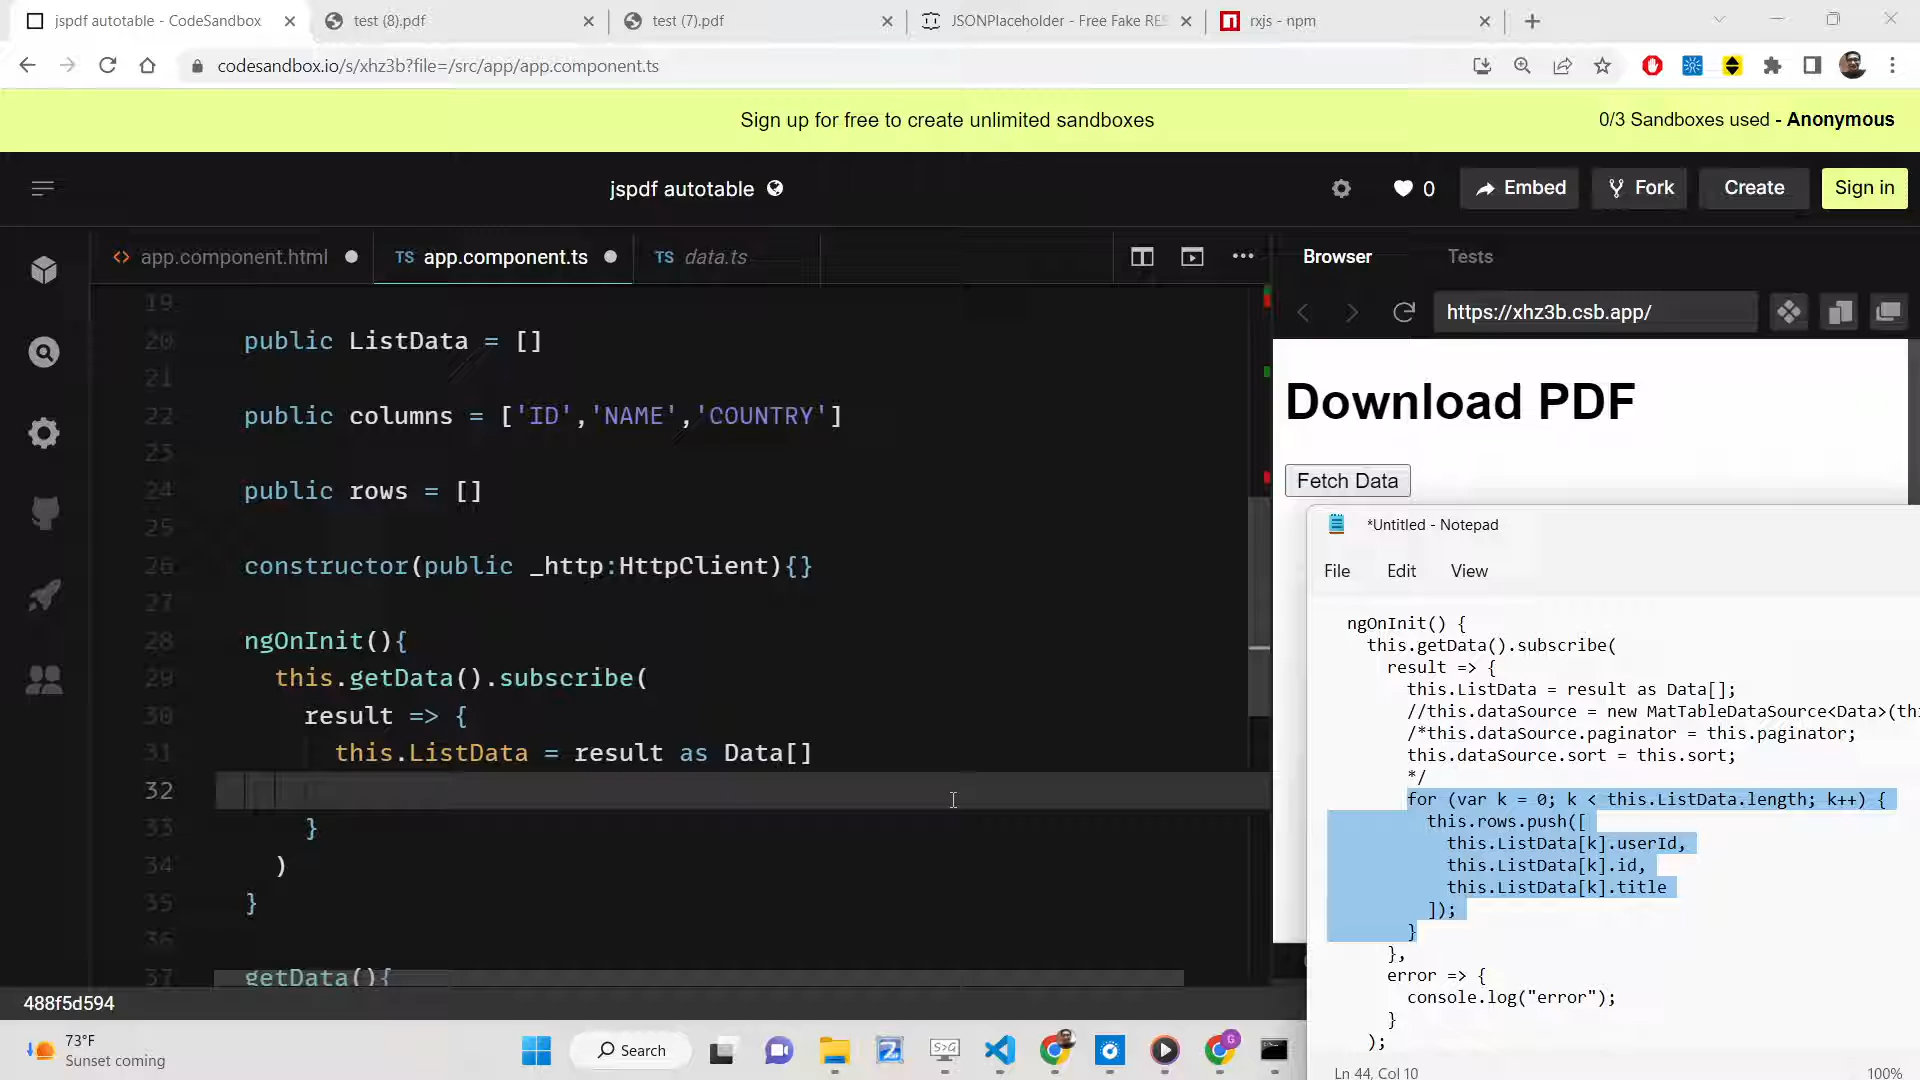 jspdf autotable - CodeSandbox
test (8).pdf
test (7).pdf
JSONPlaceholder - Free Fake RES
rxjs - npm
codesandbox.io/s/xhz3b?file=/src/app/app.component.ts
Sign up for free to create unlimited sandboxes
0/3 Sandboxes used - Anonymous
jspdf autotable
0
Embed
Fork
Create
Sign in
<> app.component.html
TS app.component.ts
TS data.ts
Browser
Tests
https://xhz3b.csb.app/
19
20 public ListData = []
21
22 public columns = ['ID','NAME','COUNTRY']
23
24 public rows = []
25
26 constructor(public _http:HttpClient){}
27
28 ngOnInit(){
29 this.getData().subscribe(
30 result => {
31 this.ListData = result as Data[]
32
33 }
34 )
35 }
36
37 getData(){
488f5d594
Download PDF
Fetch Data
*Untitled - Notepad
File Edit View
ngOnInit() {
this.getData().subscribe(
result => {
this.ListData = result as Data[];
//this.dataSource = new MatTableDataSource<Data>(thi
/*this.dataSource.paginator = this.paginator;
this.dataSource.sort = this.sort;
*/
for (var k = 0; k < this.ListData.length; k++) {
this.rows.push([
this.ListData[k].userId,
this.ListData[k].id,
this.ListData[k].title
]);
}
},
error => {
console.log("error");
}
);
Ln 44, Col 10
100%
73°F
Sunset coming
Search
S>G
G